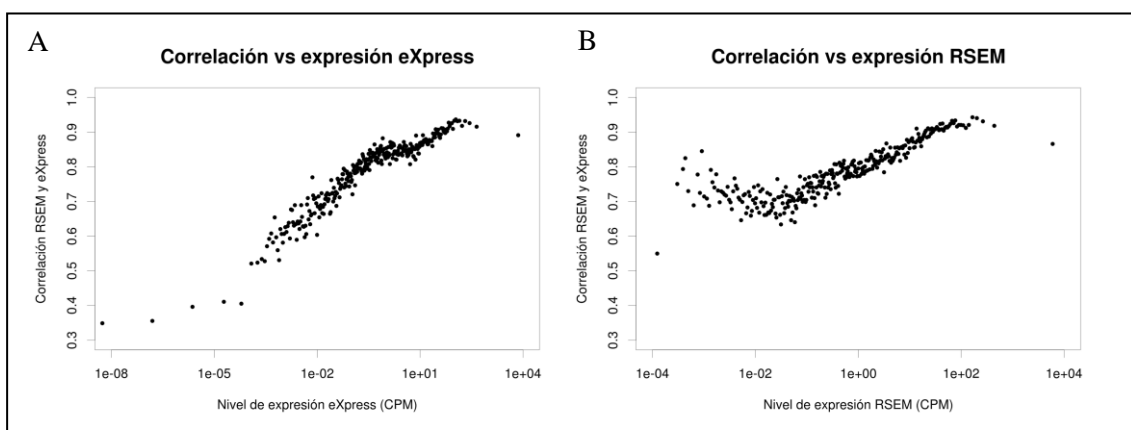 A
Correlación vs expresión eXpress
Correlación RSEM y eXpress
1.0
0.9
0.8
0.7
0.6
0.5
0.4
0.3
1e-08
1e-05
1e-02
1e+01
1e+04
Nivel de expresión eXpress (CPM)
B
Correlación vs expresión RSEM
Correlación RSEM y eXpress
1.0
0.9
0.8
0.7
0.6
0.5
0.4
0.3
1e-04
1e-02
1e+00
1e+02
1e+04
Nivel de expresión RSEM (CPM)